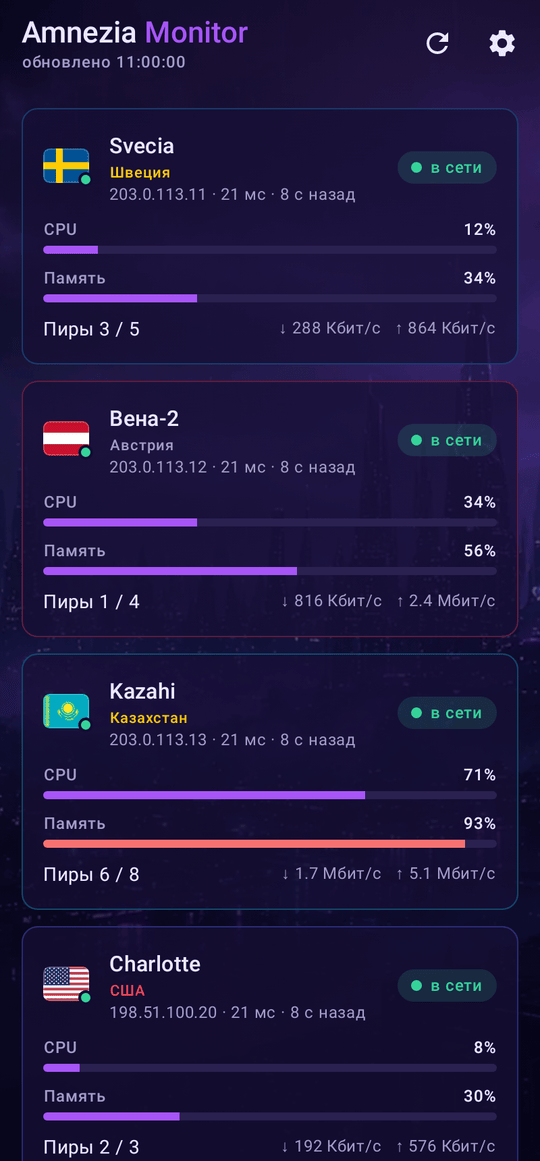 Amnezia Monitor
обновлено 11:00:00
Svecia
Швеция
203.0.113.11 · 21 мс · 8 с назад
в сети
CPU 12%
Память 34%
Пиры 3 / 5 ↓ 288 Кбит/с ↑ 864 Кбит/с
Вена-2
Австрия
203.0.113.12 · 21 мс · 8 с назад
в сети
CPU 34%
Память 56%
Пиры 1 / 4 ↓ 816 Кбит/с ↑ 2.4 Мбит/с
Kazahi
Казахстан
203.0.113.13 · 21 мс · 8 с назад
в сети
CPU 71%
Память 93%
Пиры 6 / 8 ↓ 1.7 Мбит/с ↑ 5.1 Мбит/с
Charlotte
США
198.51.100.20 · 21 мс · 8 с назад
в сети
CPU 8%
Память 30%
Пиры 2 / 3 ↓ 192 Кбит/с ↑ 576 Кбит/с